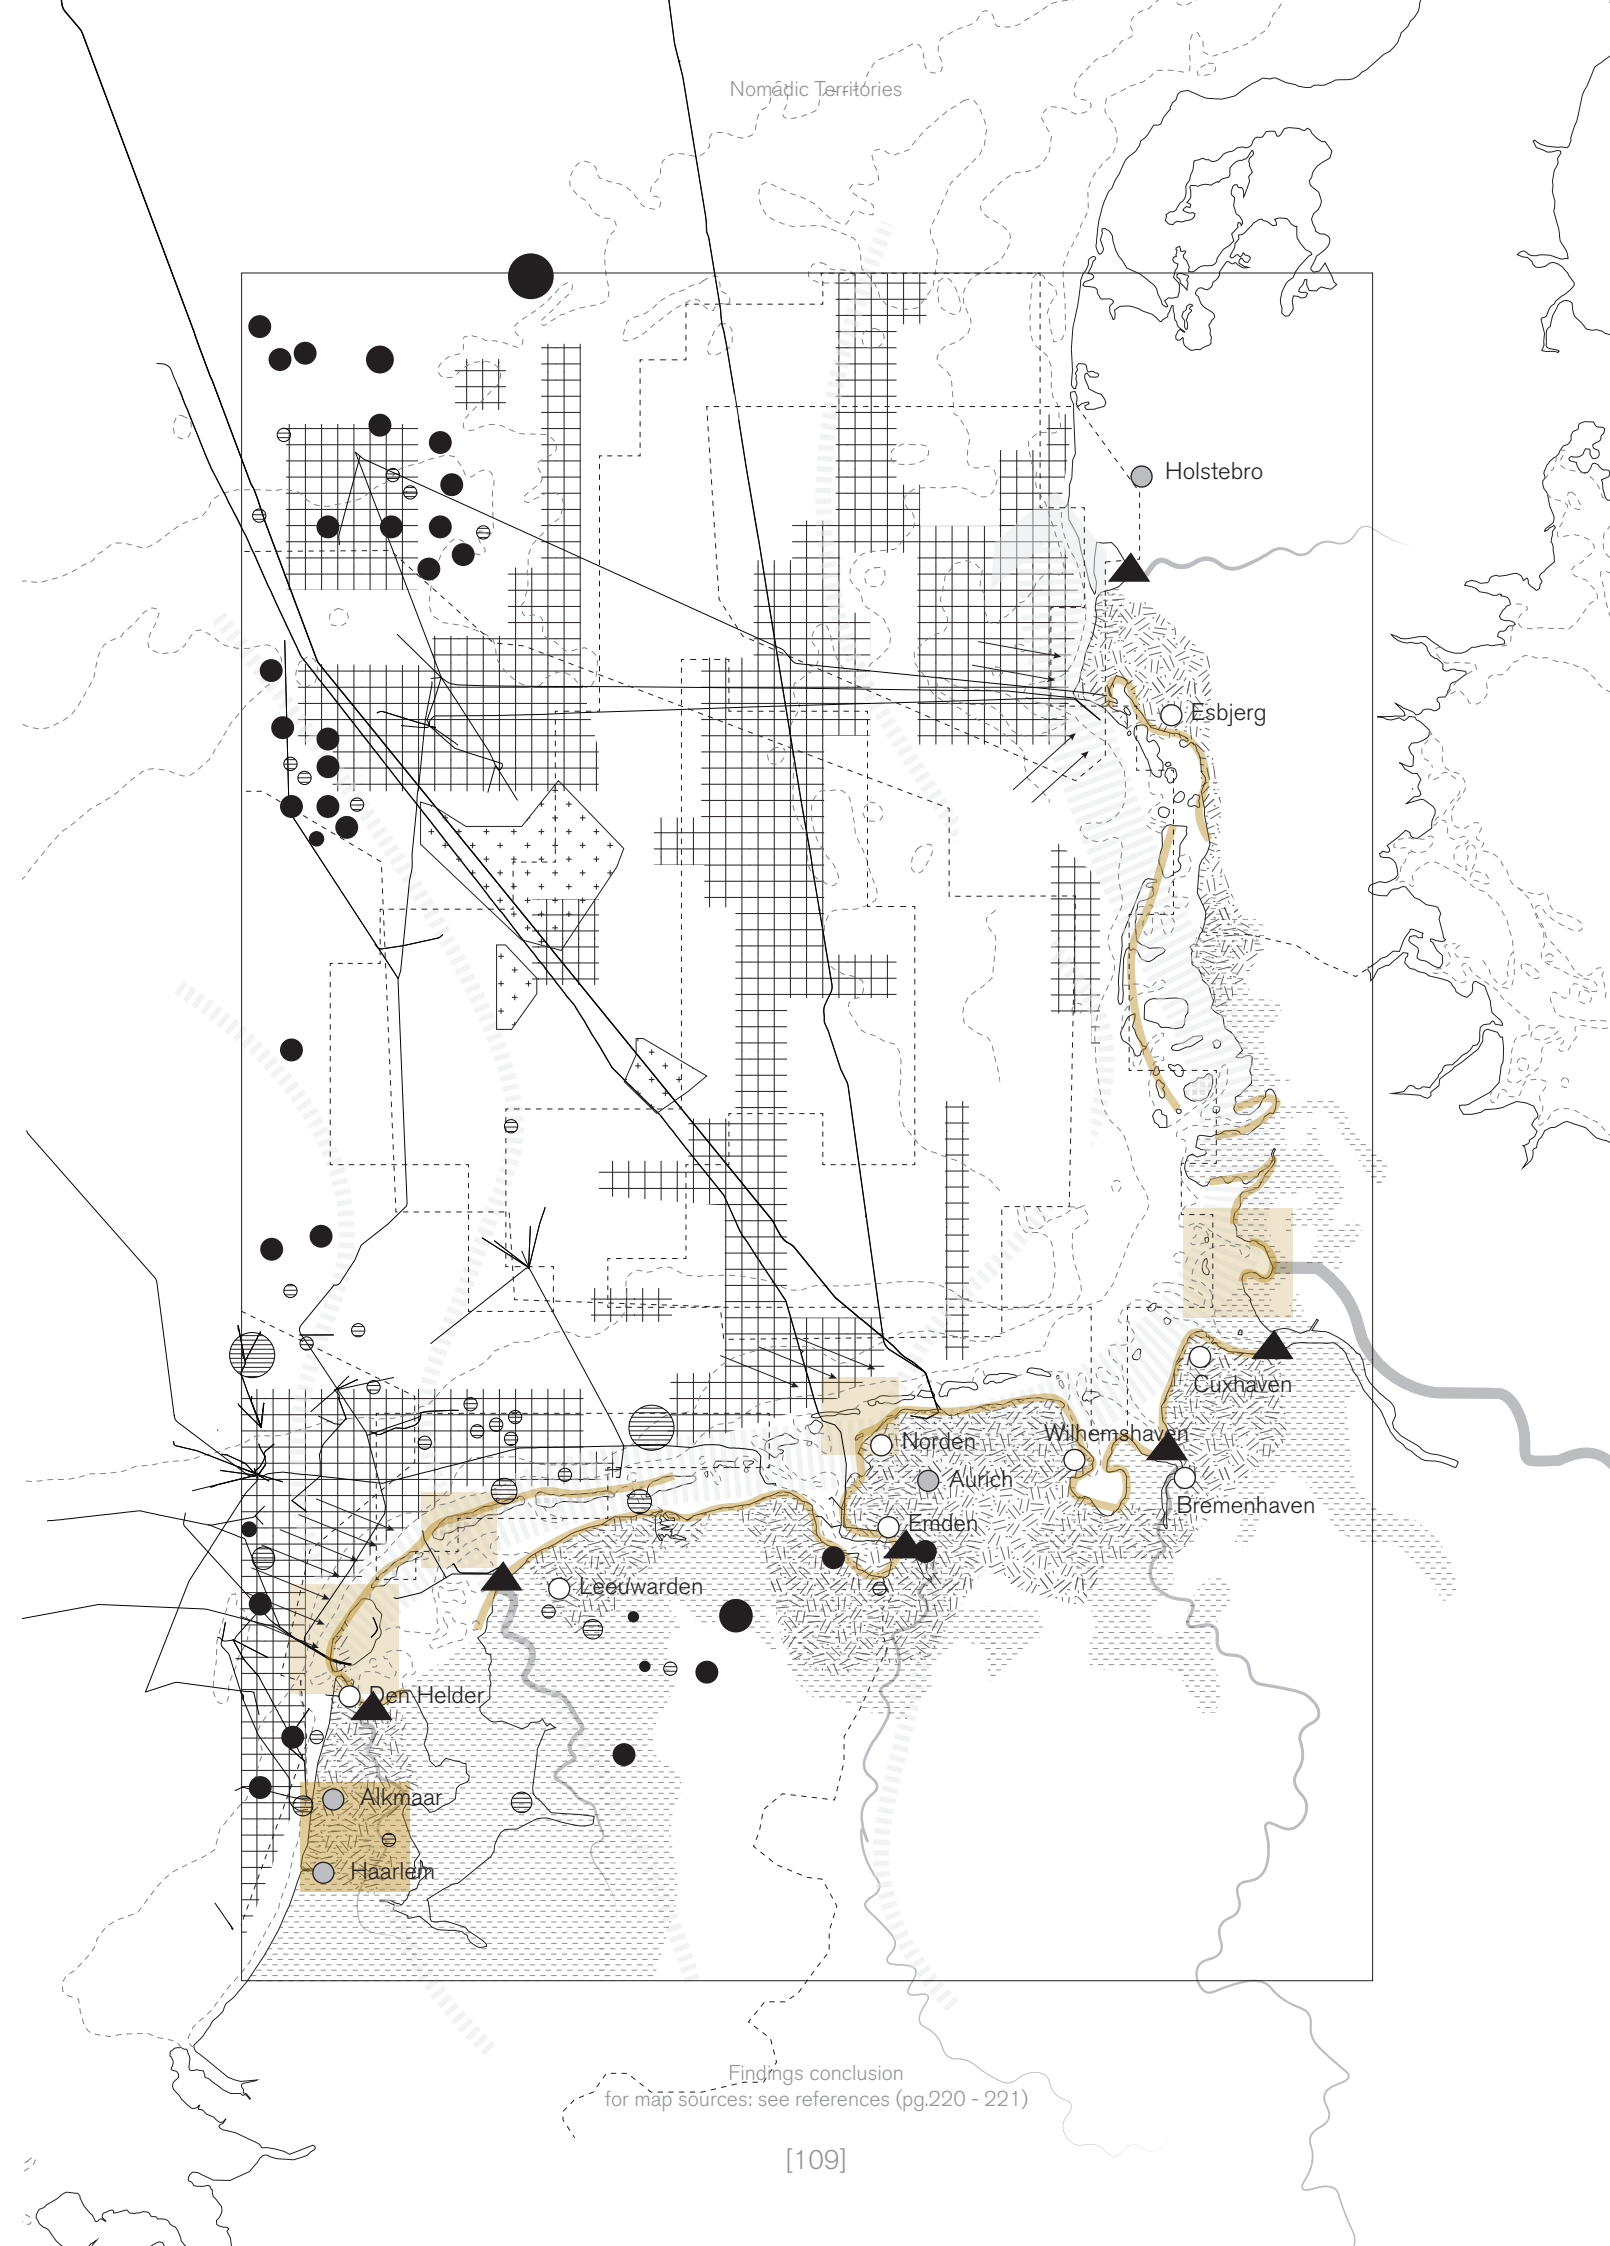 Nomadic Territories
Holstebro
Esbjerg
Cuxhaven
Wilhemshaven
Norden
Aurich
Bremenhaven
Emden
Leeuwarden
Den Helder
Alkmaar
Haarlem
Findings conclusion
for map sources: see references (pg.220 - 221)
[109]